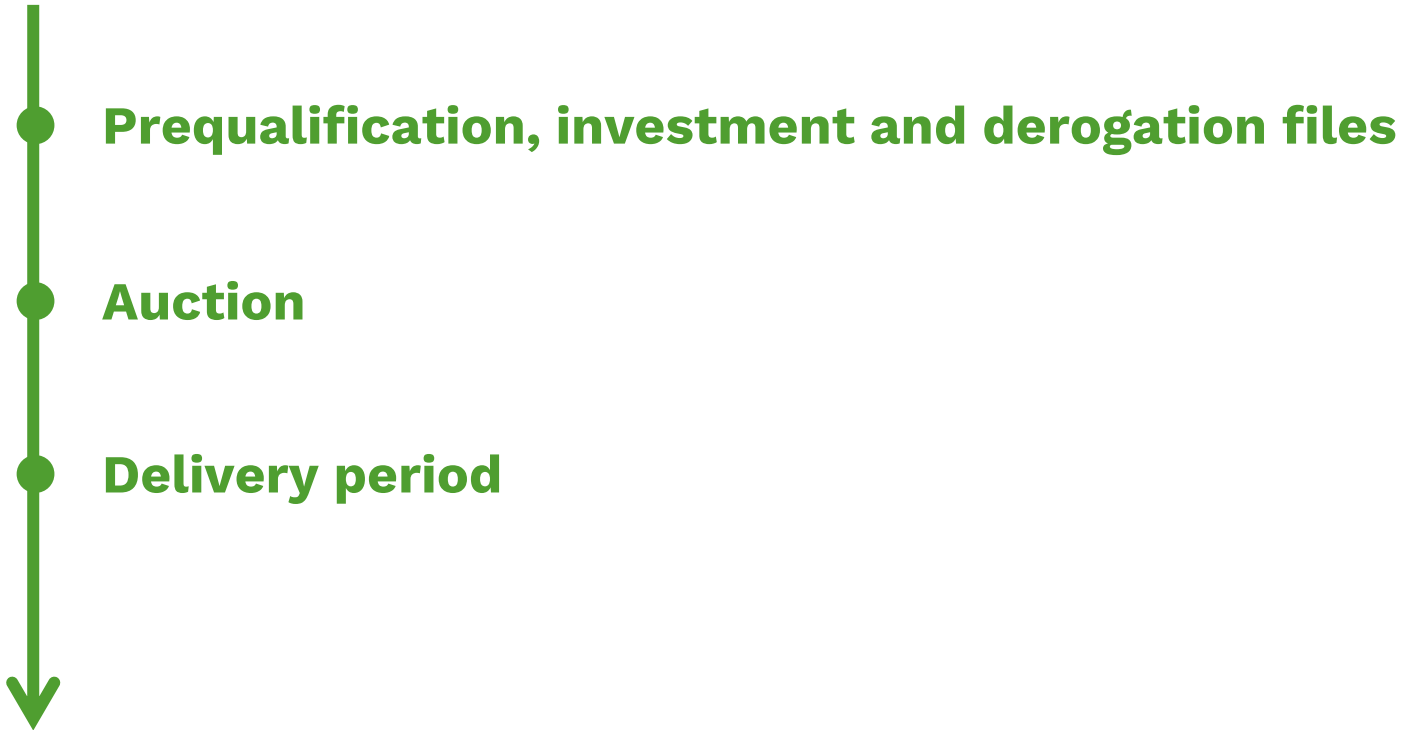 Prequalification, investment and derogation files
Auction
Delivery period